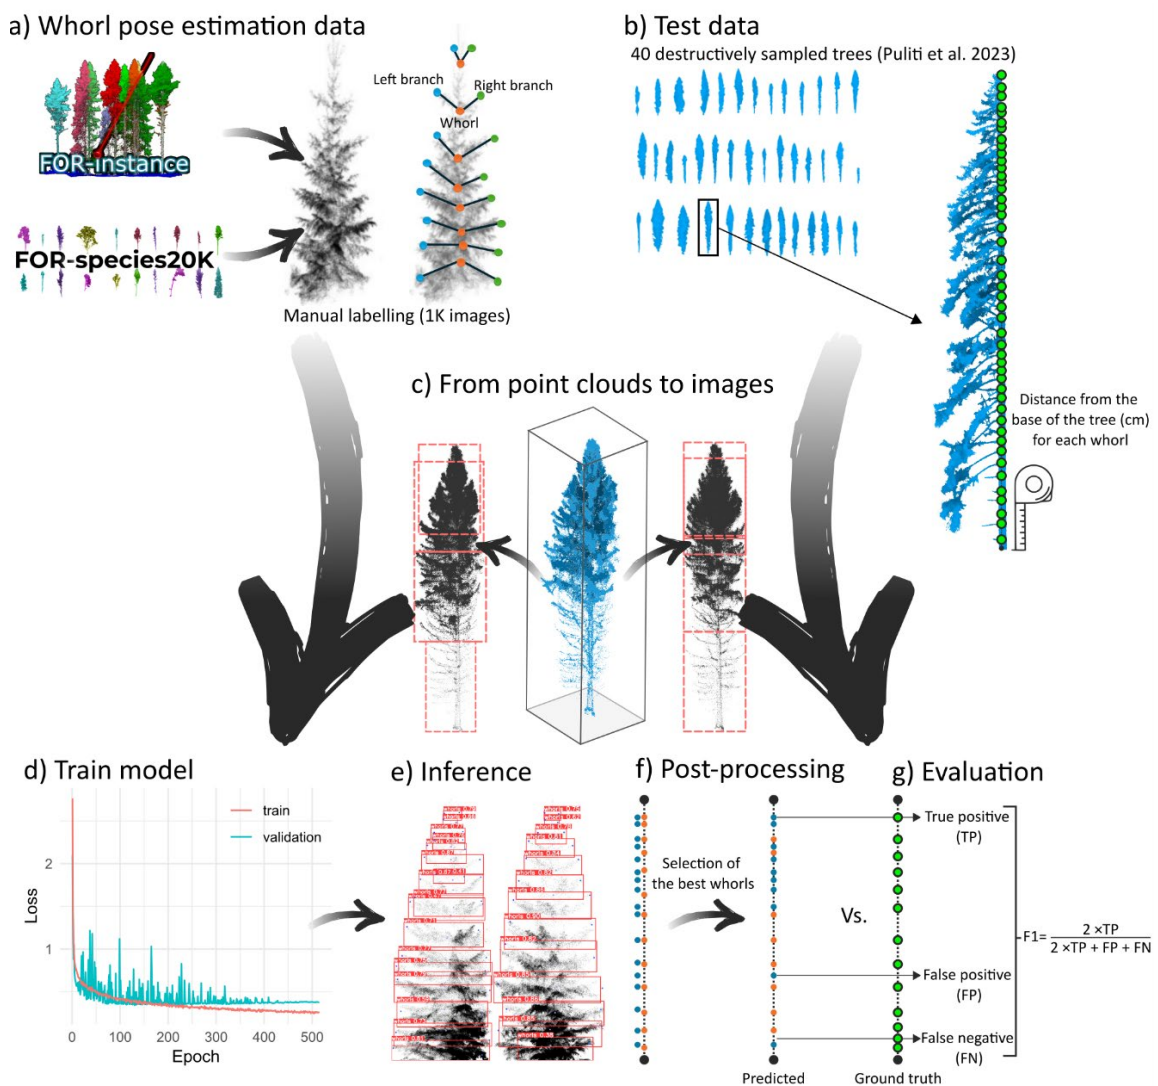 a) Whorl pose estimation data
FOR-instance
FOR-species20K
Left branch
Right branch
Whorl
Manual labelling (1K images)
b) Test data
40 destructively sampled trees (Puliti et al. 2023)
Distance from the
base of the tree (cm)
for each whorl
c) From point clouds to images
d) Train model
train
validation
Loss
2
1
0
100
200
300
400
500
Epoch
e) Inference
f) Post-processing
Selection of
the best whorls
Predicted
Vs.
g) Evaluation
True positive
(TP)
False positive
(FP)
False negative
(FN)
Ground truth
F1= 2 ×TP
2 ×TP + FP + FN